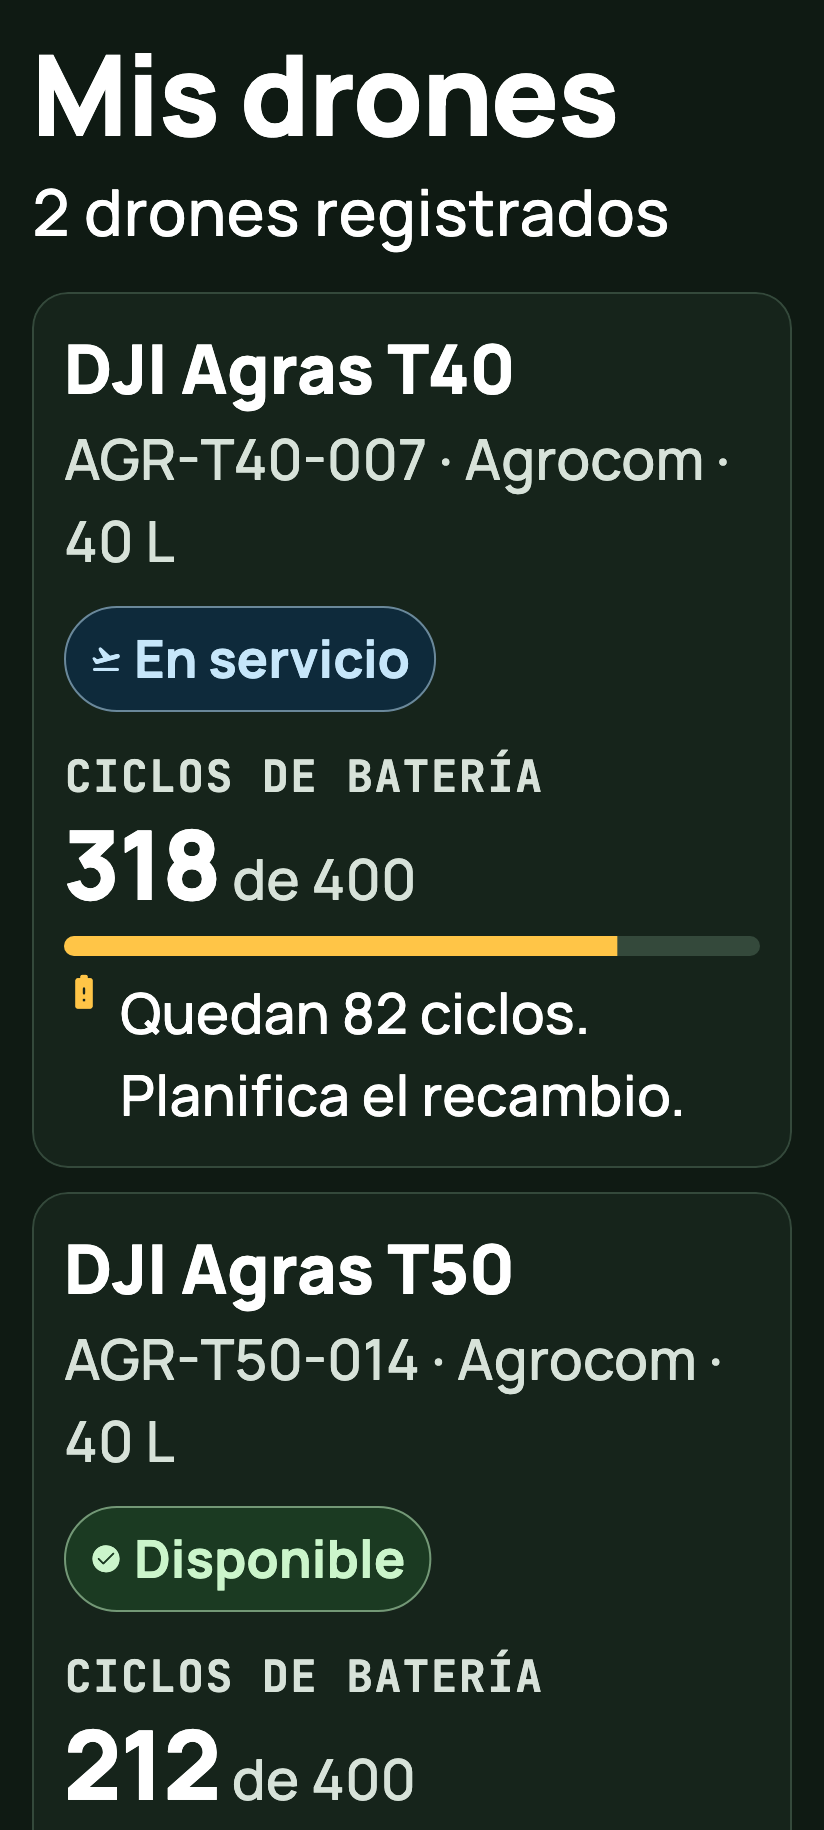 Mis drones
2 drones registrados
DJI Agras T40
AGR-T40-007 · Agrocom ·
40 L
En servicio
CICLOS DE BATERÍA
318 de 400
Quedan 82 ciclos.
Planifica el recambio.
DJI Agras T50
AGR-T50-014 · Agrocom ·
40 L
Disponible
CICLOS DE BATERÍA
212 de 400